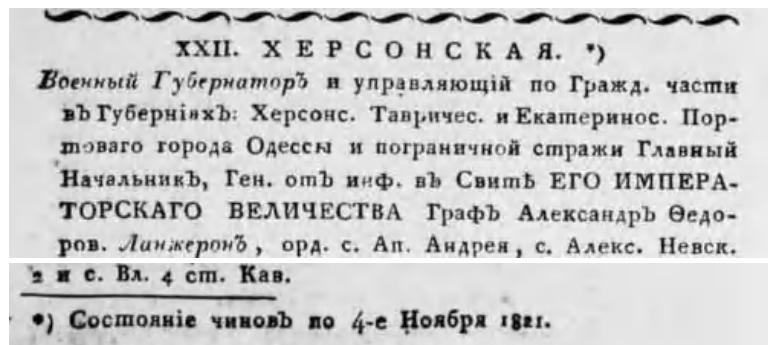 XXII. ХЕРСОНСКАЯ. *)
Военный Губернаторъ и управляющій по Гражд. части
въ Губерніяхъ: Херсонс. Тавричес. и Екатеринос. Пор-
товаго города Одессы и пограничной стражи Главный
Начальникъ, Ген. отъ инф. въ Свитѣ ЕГО ИМПЕРА-
ТОРСКАГО ВЕЛИЧЕСТВА Графъ Александръ Ѳедо-
ров. Ланжеронъ, орд. с. Ап. Андрея, с. Алекс. Невск.
2 и с. Вл. 4 ст. Кав.
*) Состояніе чиновъ по 4-е Ноября 1821.